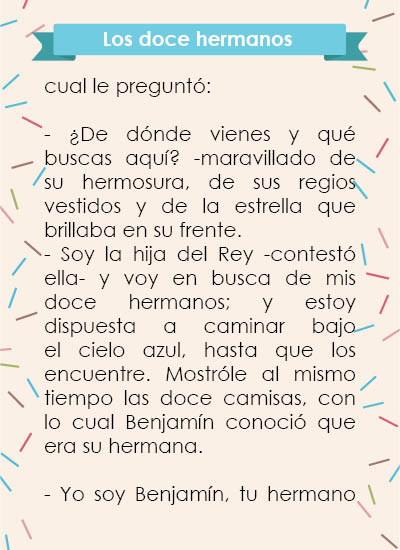 Los doce hermanos
cual le preguntó:
- ¿De dónde vienes y qué
buscas aquí? -maravillado de
su hermosura, de sus regios
vestidos y de la estrella que
brillaba en su frente.
- Soy la hija del Rey -contestó
ella- y voy en busca de mis
doce hermanos; y estoy
dispuesta a caminar bajo
el cielo azul, hasta que los
encuentre. Mostróle al mismo
tiempo las doce camisas, con
lo cual Benjamín conoció que
era su hermana.
- Yo soy Benjamín, tu hermano